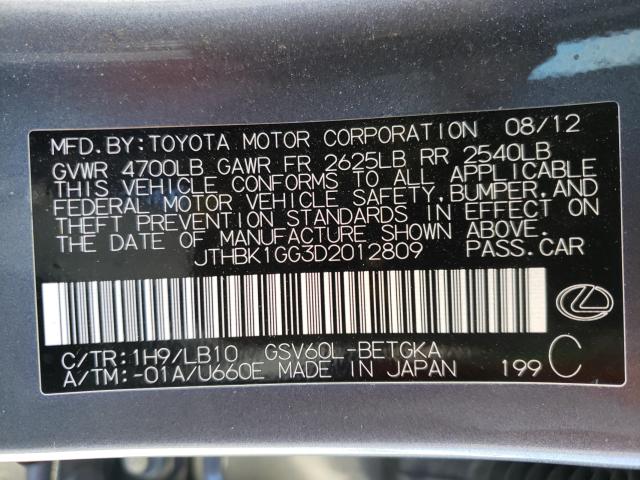 MFD. BY: TOYOTA MOTOR CORPORATION 08/12
GVWR 4700LB GAWR FR 2625LB RR 2540LB
THIS VEHICLE CONFORMS TO ALL APPLICABLE
FEDERAL MOTOR VEHICLE SAFETY, BUMPER, AND
THEFT PREVENTION STANDARDS IN EFFECT ON
THE DATE OF MANUFACTURE SHOWN ABOVE.
JTHBK1GG3D2012809 PASS. CAR
C/TR: 1H9/LB10 GSV60L-BETGKA
A/TM: -01A/U660E MADE IN JAPAN 199 C